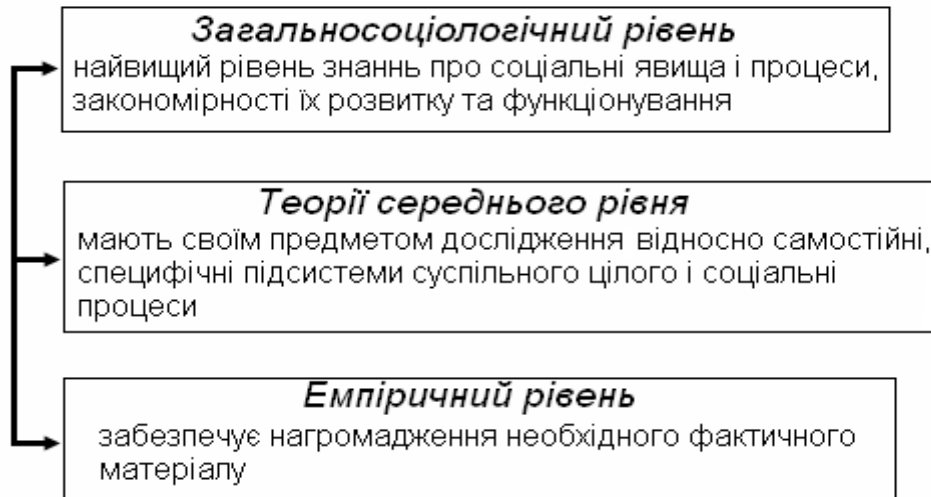 Загальносоціологічний рівень
найвищий рівень знаннь про соціальні явища і процеси,
закономірності їх розвитку та функціонування
Теорії середнього рівня
мають своїм предметом дослідження відносно самостійні,
специфічні підсистеми суспільного цілого і соціальні
процеси
Емпіричний рівень
забезпечує нагромадження необхідного фактичного
матеріалу